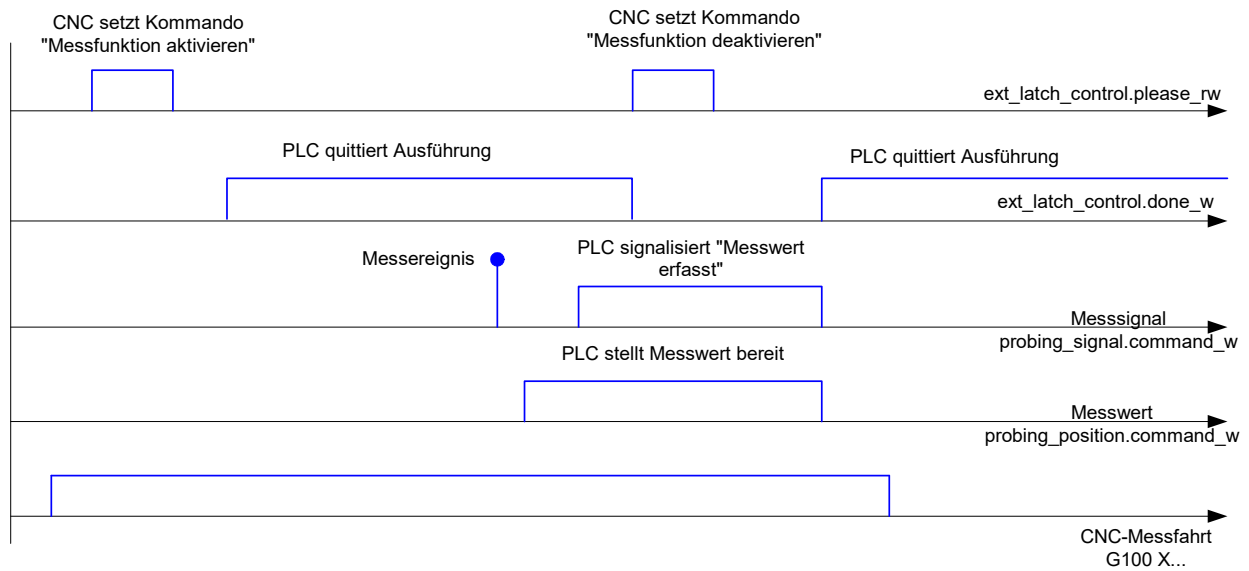 CNC setzt Kommando
"Messfunktion aktivieren"
CNC setzt Kommando
"Messfunktion deaktivieren"
ext_latch_control.please_rw
PLC quittiert Ausführung
PLC quittiert Ausführung
ext_latch_control.done_w
Messereignis
PLC signalisiert "Messwert
erfasst"
Messsignal
probing_signal.command_w
PLC stellt Messwert bereit
Messwert
probing_position.command_w
CNC-Messfahrt
G100 X...